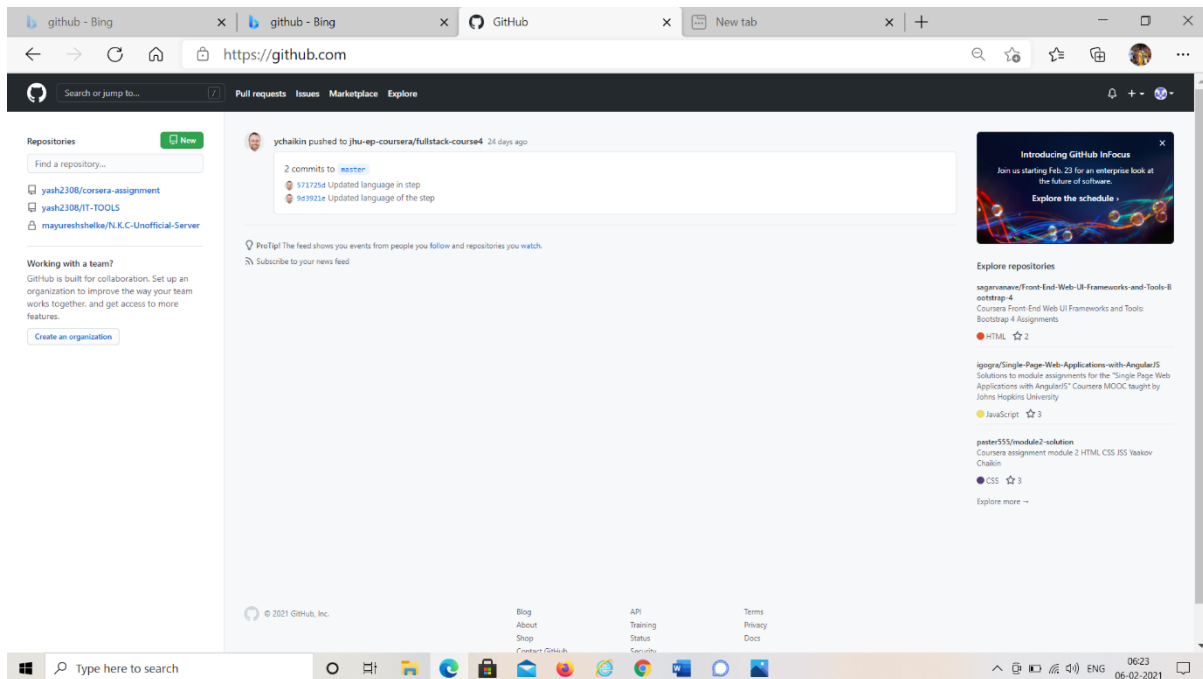 github - Bing
github - Bing
GitHub
New tab
https://github.com
Search or jump to...
/
Pull requests Issues Marketplace Explore
Repositories
New
Find a repository...
yash2308/corsera-assignment
yash2308/IT-TOOLS
mayureshshelke/N.K.C-Unofficial-Server
Working with a team?
GitHub is built for collaboration. Set up an
organization to improve the way your team
works together, and get access to more
features.
Create an organization
ychaikin pushed to jhu-ep-coursera/fullstack-course4 24 days ago
2 commits to master
571725d Updated language in step
9d3921e Updated language of the step
ProTip! The feed shows you events from people you follow and repositories you watch.
Subscribe to your news feed
Introducing GitHub InFocus
Join us starting Feb. 23 for an enterprise look at
the future of software.
Explore the schedule ›
Explore repositories
sagarvanave/Front-End-Web-UI-Frameworks-and-Tools-B
ootstrap-4
Coursera Front-End Web UI Frameworks and Tools:
Bootstrap 4 Assignments
HTML 2
igogra/Single-Page-Web-Applications-with-AngularJS
Solutions to module assignments for the "Single Page Web
Applications with AngularJS" Coursera MOOC taught by
Johns Hopkins University
JavaScript 3
paster555/module2-solution
Coursera assignment module 2 HTML CSS JSS Yaakov
Chaikin
CSS 3
Explore more →
© 2021 GitHub, Inc.
Blog
About
Shop
Contact GitHub
API
Training
Status
Security
Terms
Privacy
Docs
Type here to search
ENG
06:23
06-02-2021